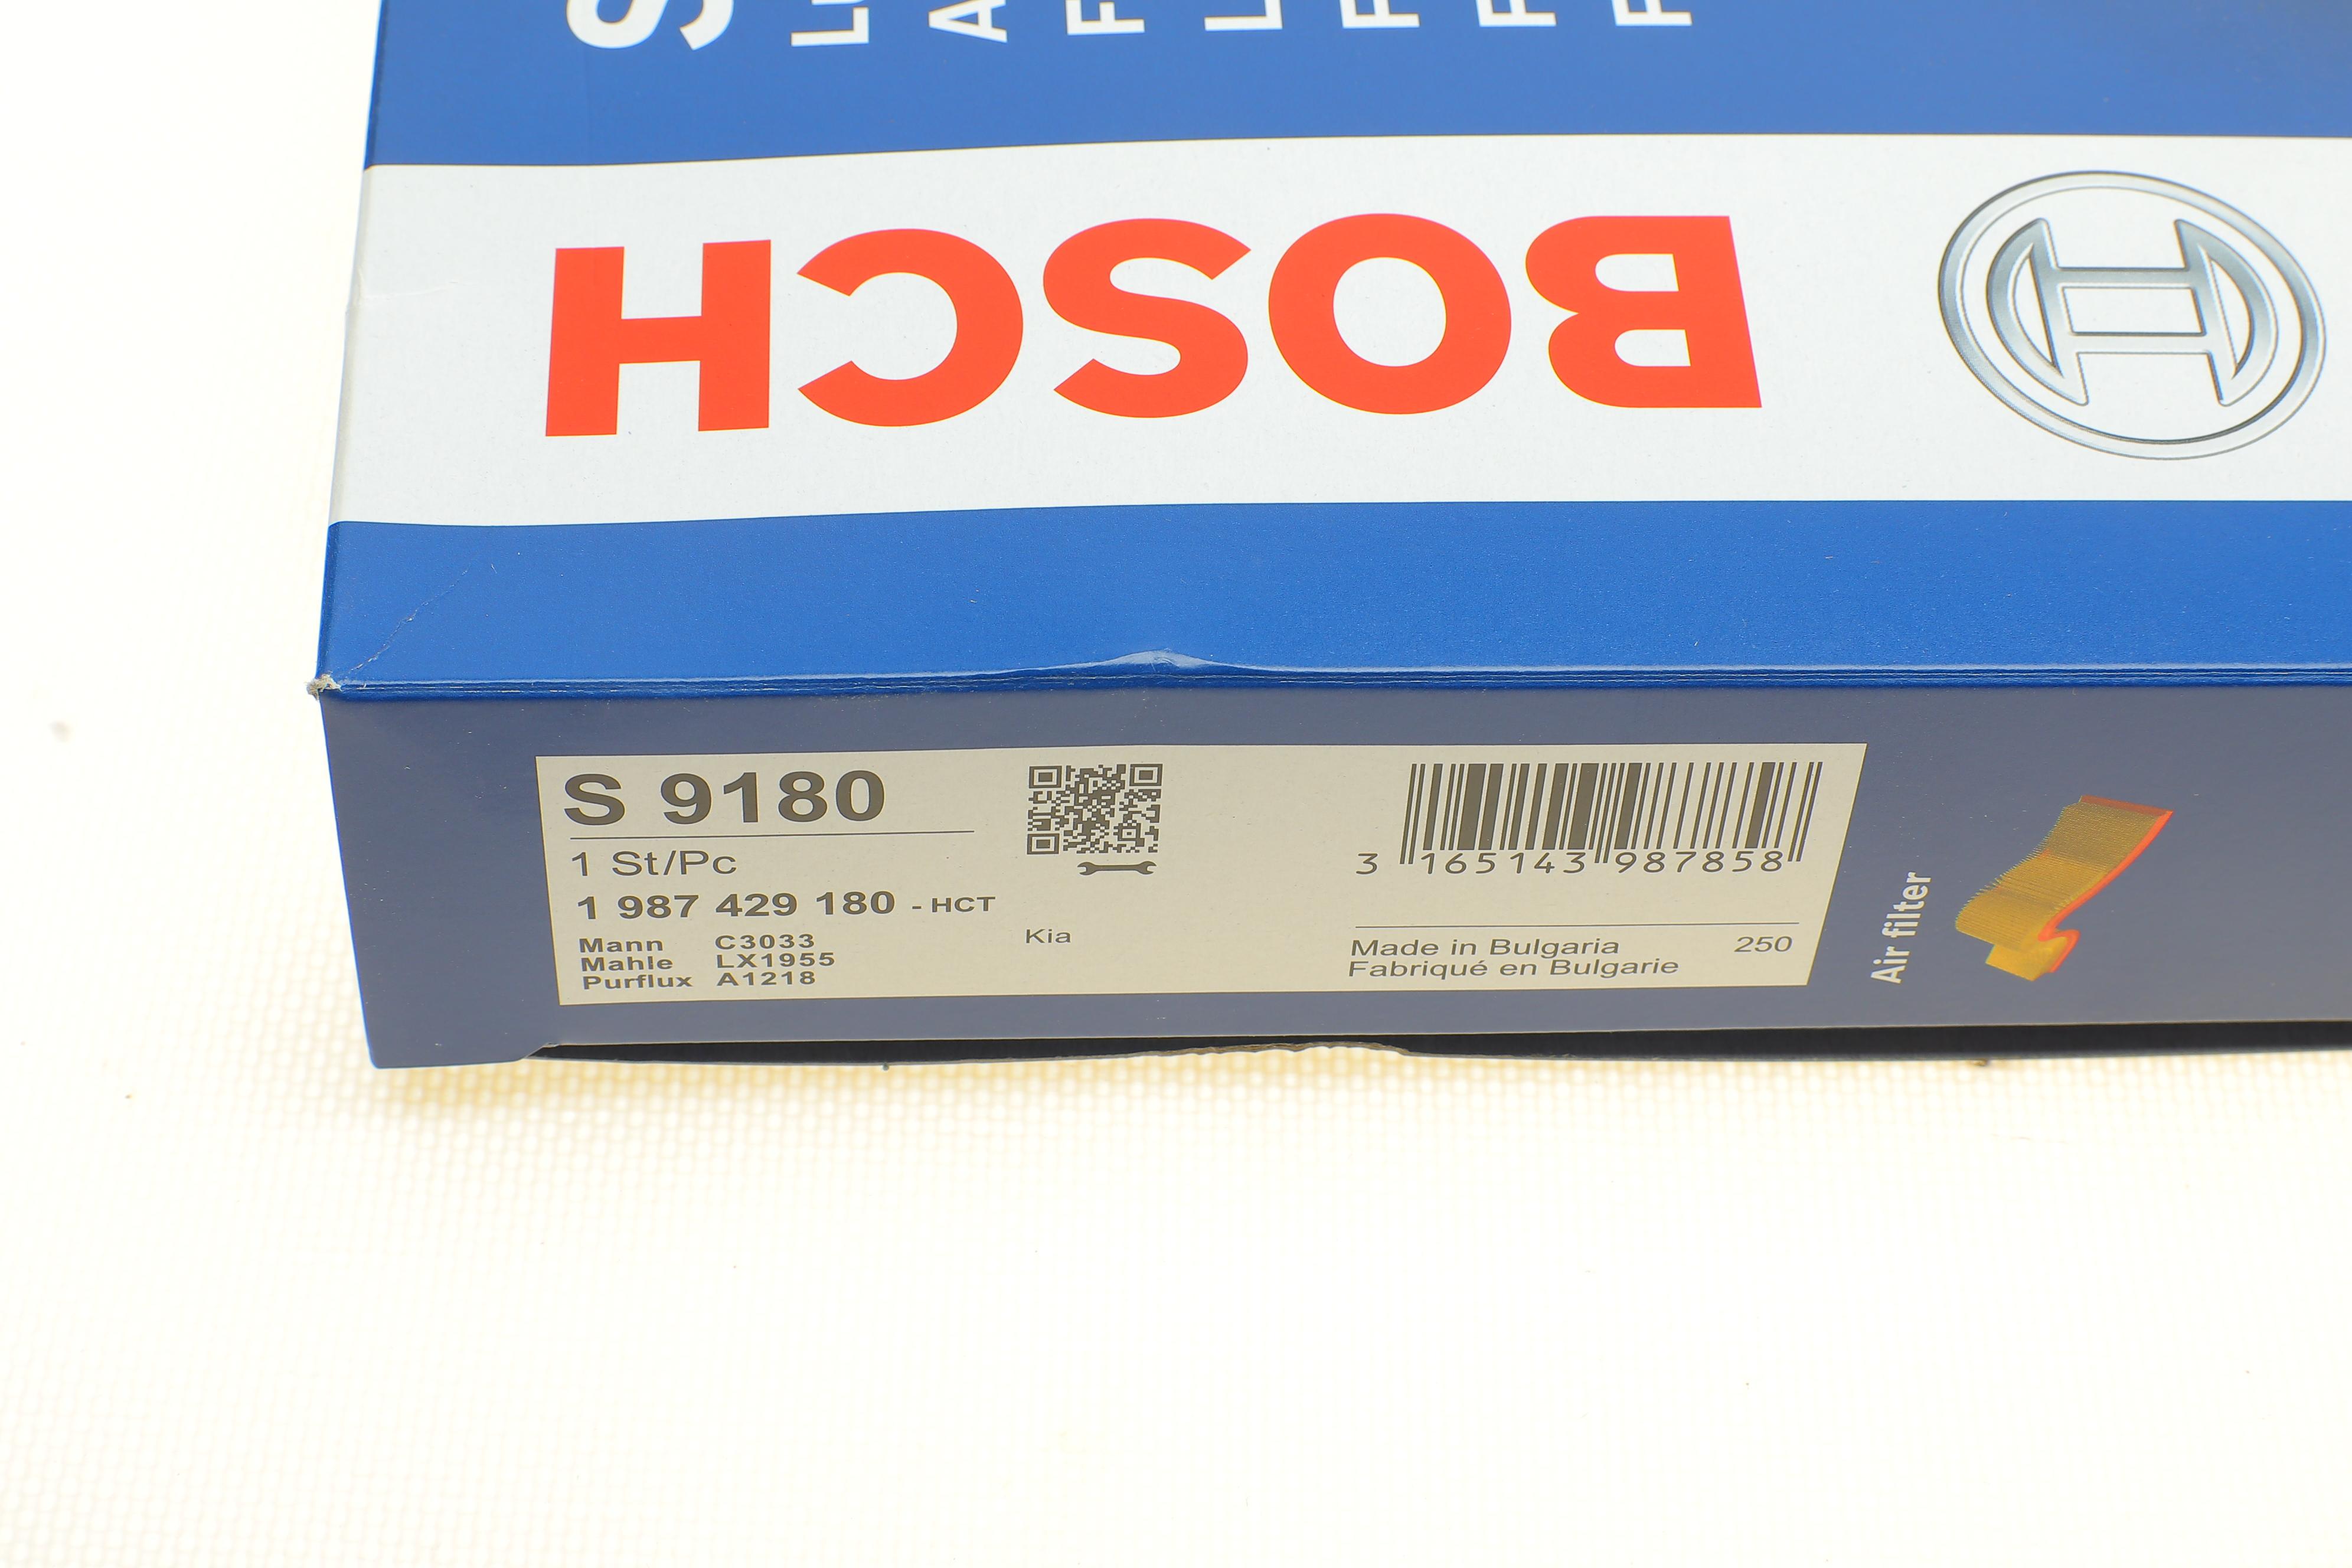 BOSCH
S 9180
1 St/Pc
1 987 429 180 - HCT
Mann C3033
Mahle LX1955
Purflux A1218
Kia
3 165143 987858
Made in Bulgaria 250
Fabriqué en Bulgarie
Air filter